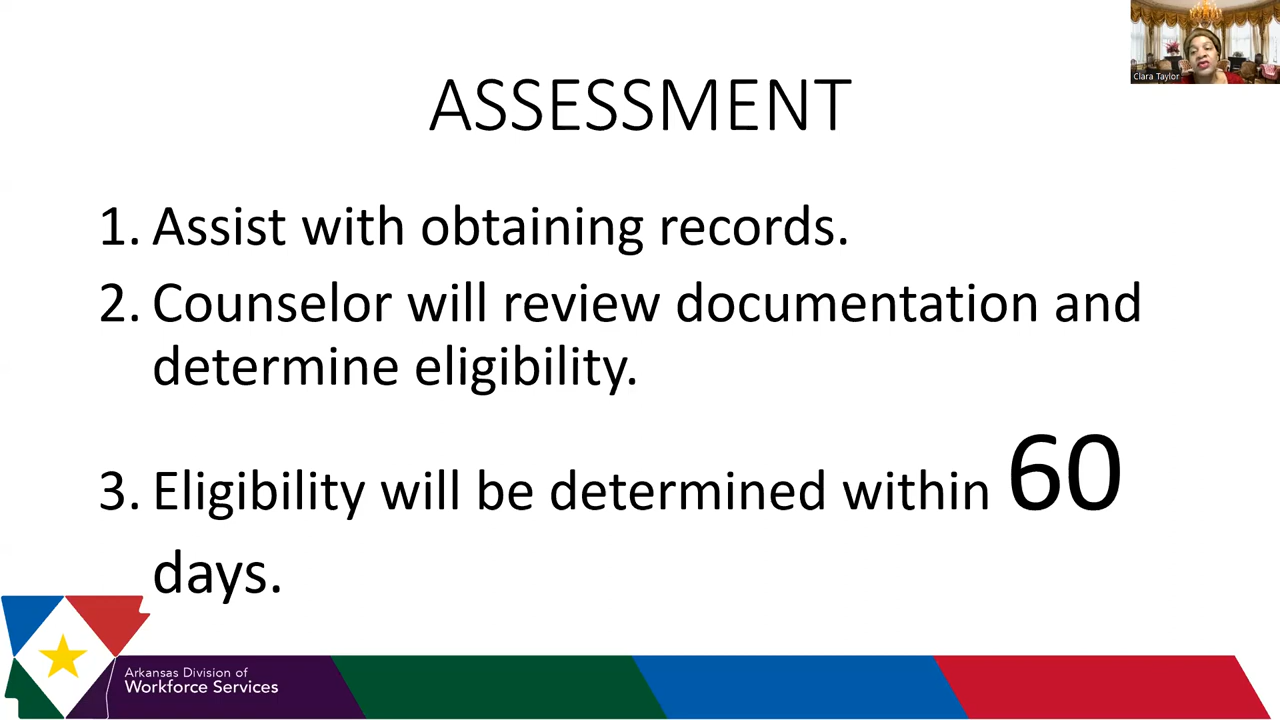 Clara Taylor
ASSESSMENT
1. Assist with obtaining records.
2. Counselor will review documentation and
determine eligibility.
3. Eligibility will be determined within 60
days.
Arkansas Division of
Workforce Services